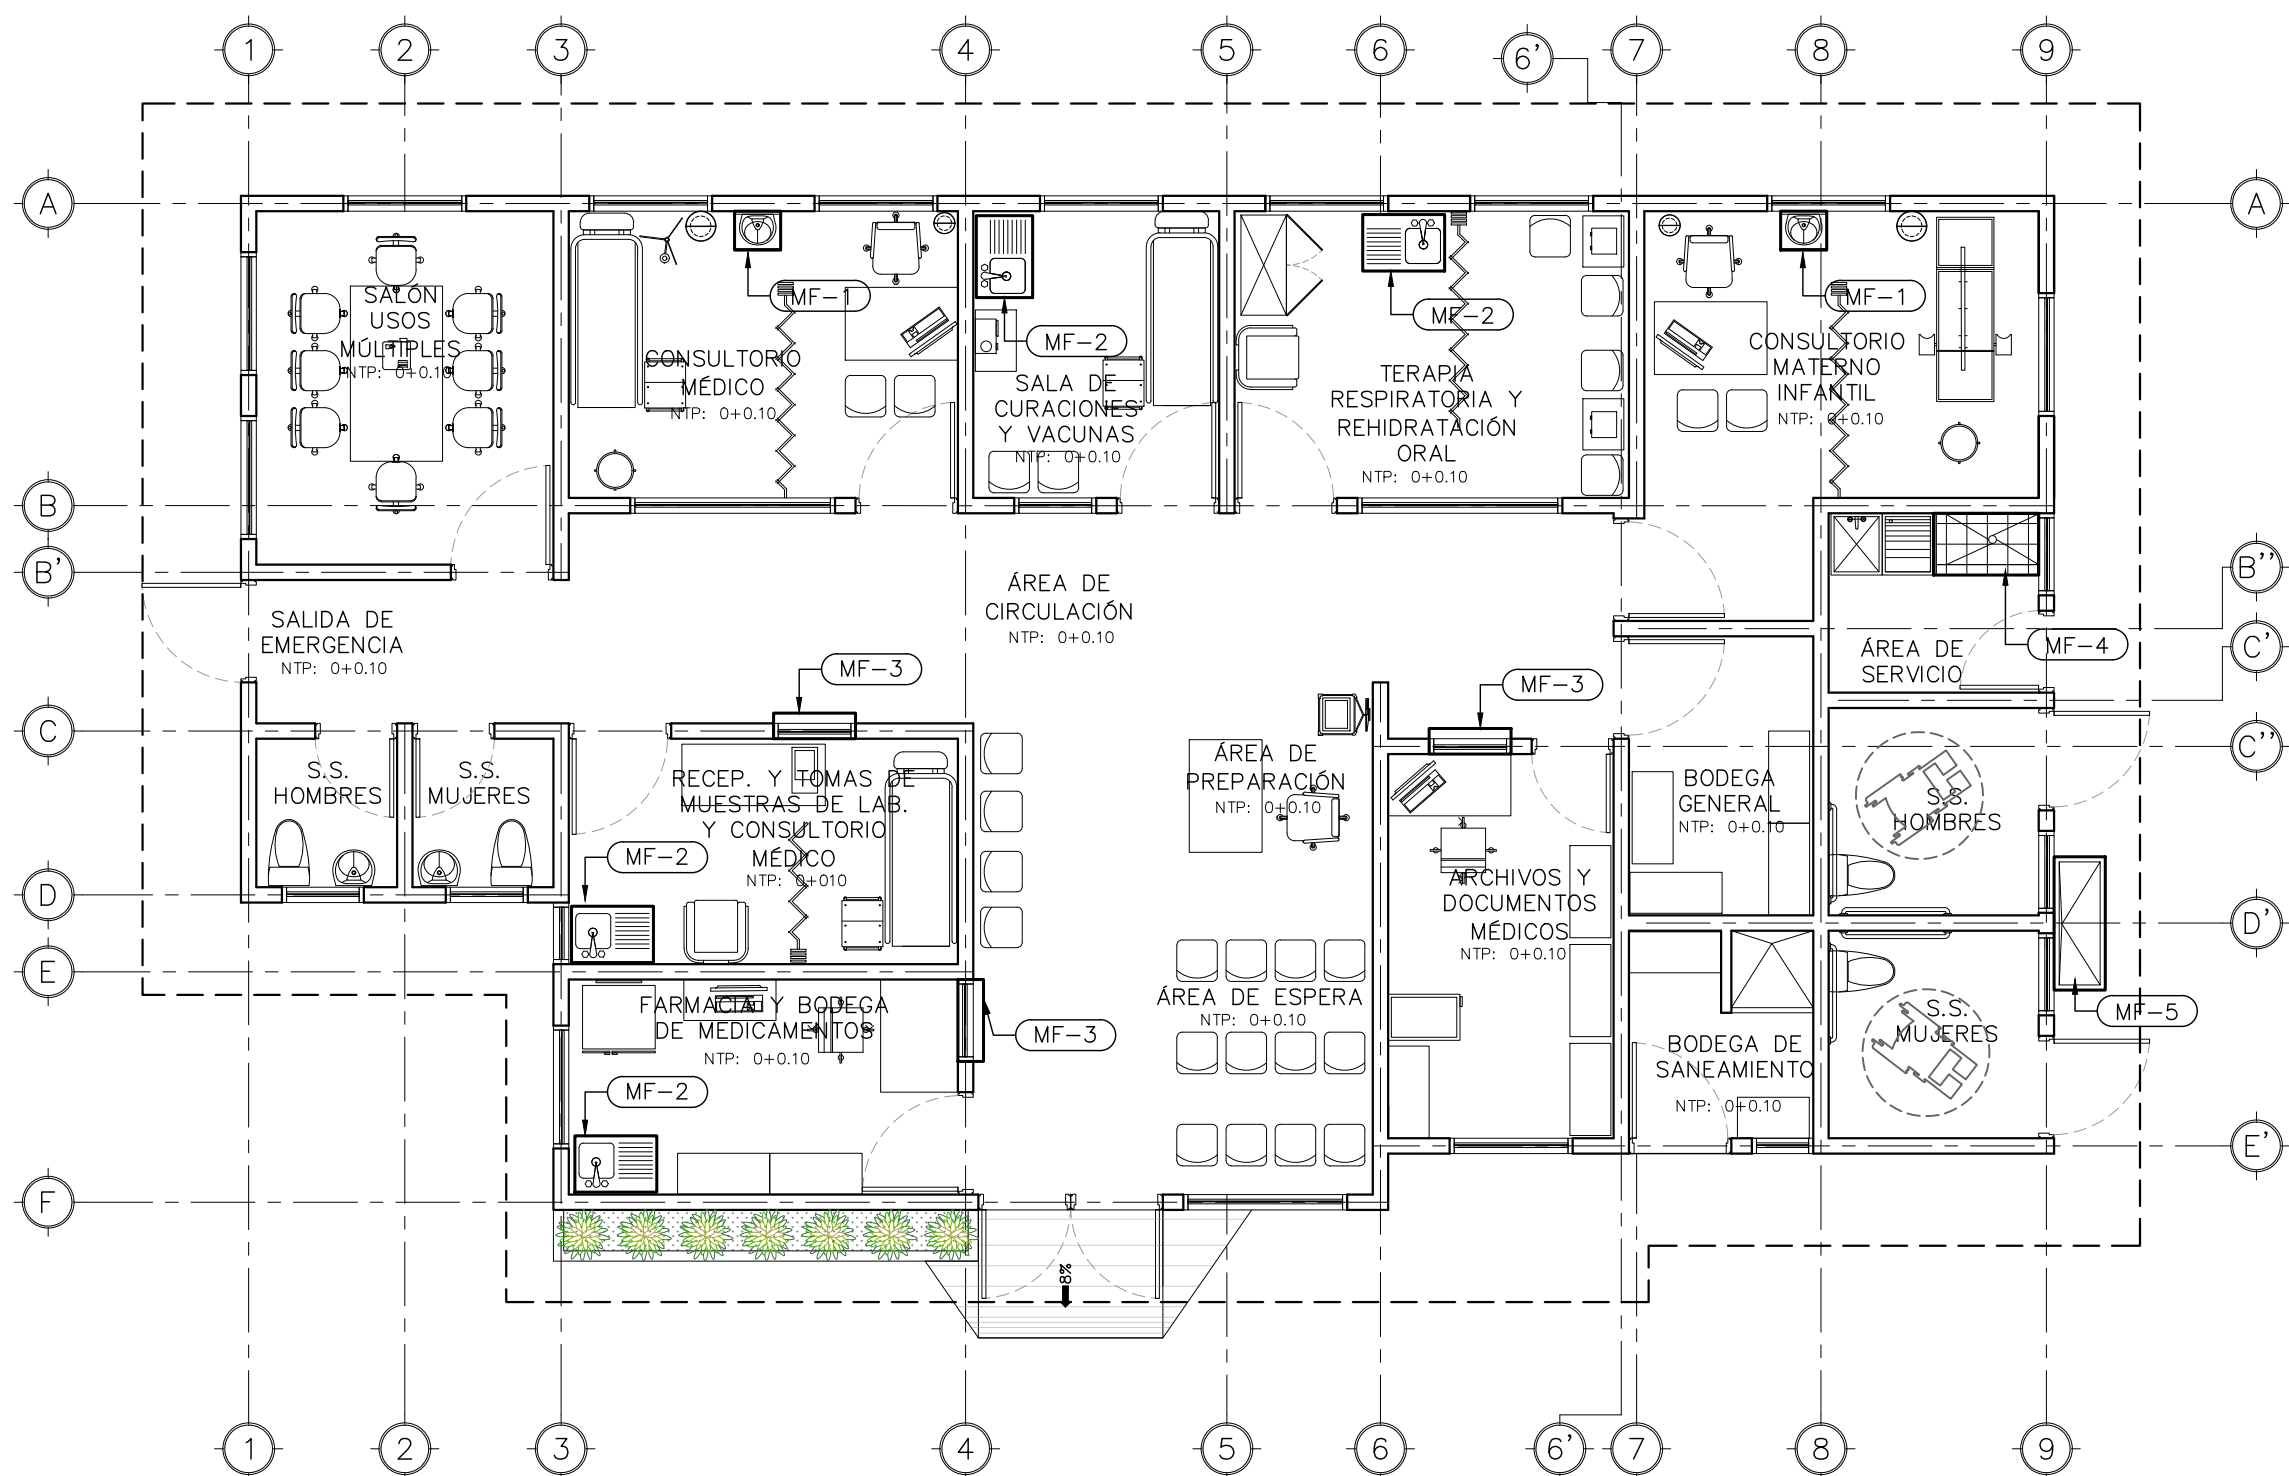 1 2 3 4 5 6 6' 7 8 9
A
A
SALÓN
USOS
MÚLTIPLES
NTP: 0+0.10
MF-1
CONSULTORIO
MÉDICO
NTP: 0+0.10
MF-2
SALA DE
CURACIONES
Y VACUNAS
NTP: 0+0.10
MF-2
TERAPIA
RESPIRATORIA Y
REHIDRATACIÓN
ORAL
NTP: 0+0.10
MF-1
CONSULTORIO
MATERNO
INFANTIL
NTP: 0+0.10
B
B'
B''
SALIDA DE
EMERGENCIA
NTP: 0+0.10
ÁREA DE
CIRCULACIÓN
NTP: 0+0.10
ÁREA DE
SERVICIO
MF-4
C'
MF-3
MF-3
C
C''
S.S.
HOMBRES
S.S.
MUJERES
RECEP. Y TOMAS DE
MUESTRAS DE LAB.
Y CONSULTORIO
MÉDICO
NTP: 0+010
MF-2
ÁREA DE
PREPARACIÓN
NTP: 0+0.10
ARCHIVOS Y
DOCUMENTOS
MÉDICOS
NTP: 0+0.10
BODEGA
GENERAL
NTP: 0+0.10
S.S.
HOMBRES
D
D'
E
FARMACIA Y BODEGA
DE MEDICAMENTOS
NTP: 0+0.10
MF-3
MF-2
ÁREA DE ESPERA
NTP: 0+0.10
BODEGA DE
SANEAMIENTO
NTP: 0+0.10
S.S.
MUJERES
MF-5
E'
F
8%
1 2 3 4 5 6 6' 7 8 9